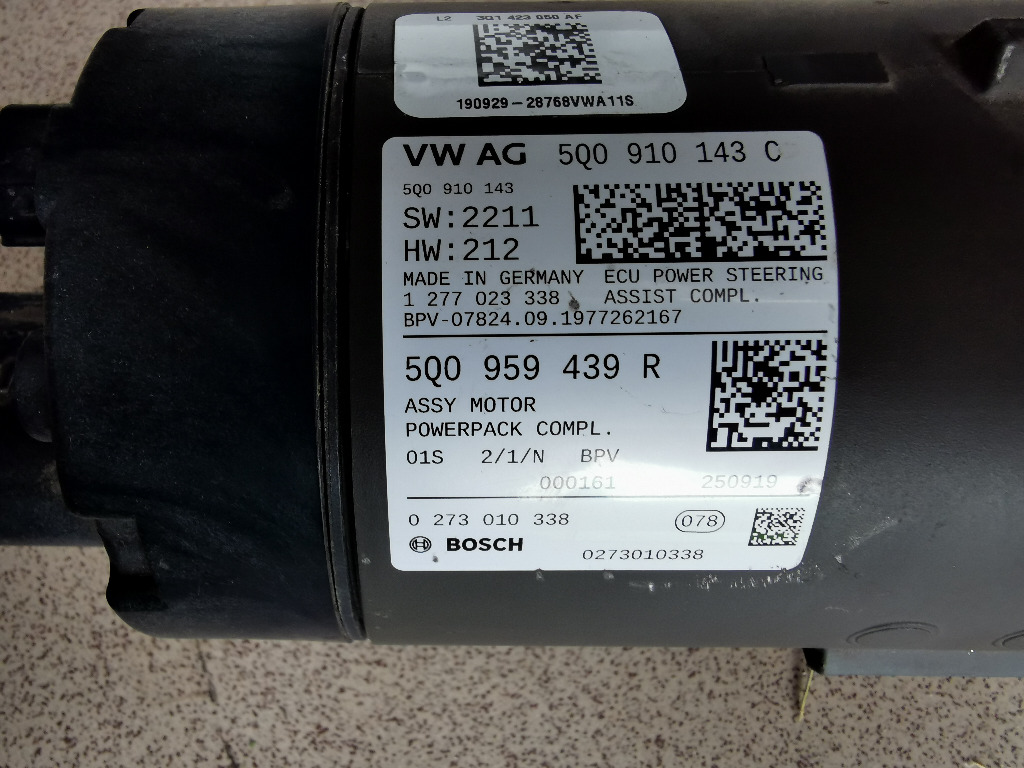 L2 3Q1 423 050 AF
190929-28768VWA11S
VW AG 5Q0 910 143 C
5Q0 910 143
SW:2211
HW:212
MADE IN GERMANY ECU POWER STEERING
1 277 023 338 ASSIST COMPL.
BPV-07824.09.1977262167
5Q0 959 439 R
ASSY MOTOR
POWERPACK COMPL.
01S 2/1/N BPV
000161 250919
0 273 010 338 078
BOSCH 0273010338